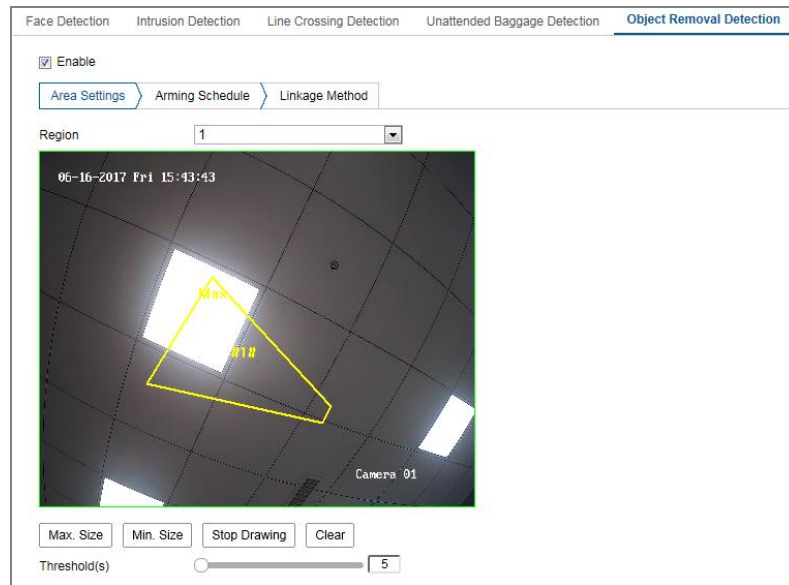 Face Detection Intrusion Detection Line Crossing Detection Unattended Baggage Detection Object Removal Detection
Enable
Area Settings Arming Schedule Linkage Method
Region 1
06-16-2017 Fri 15:43:43
Max
#1#
Camera 01
Max. Size Min. Size Stop Drawing Clear
Threshold(s) 5